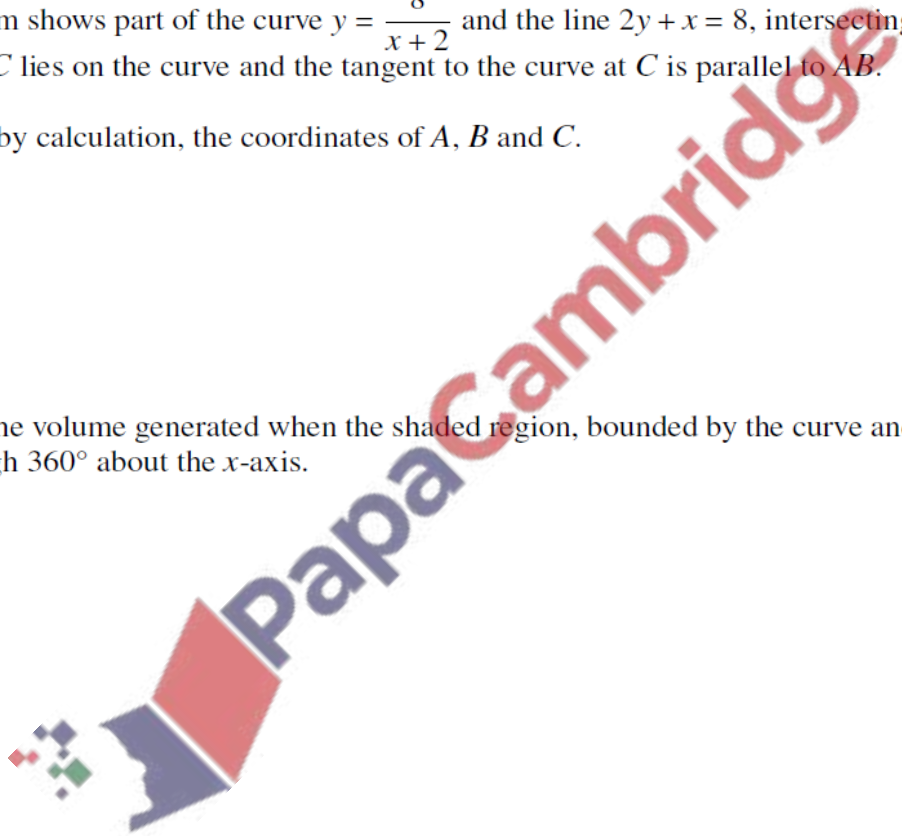 m shows part of the curve y = 8/(x + 2) and the line 2y + x = 8, intersecting
C lies on the curve and the tangent to the curve at C is parallel to AB.
by calculation, the coordinates of A, B and C.
he volume generated when the shaded region, bounded by the curve an
h 360° about the x-axis.
PapaCambridge